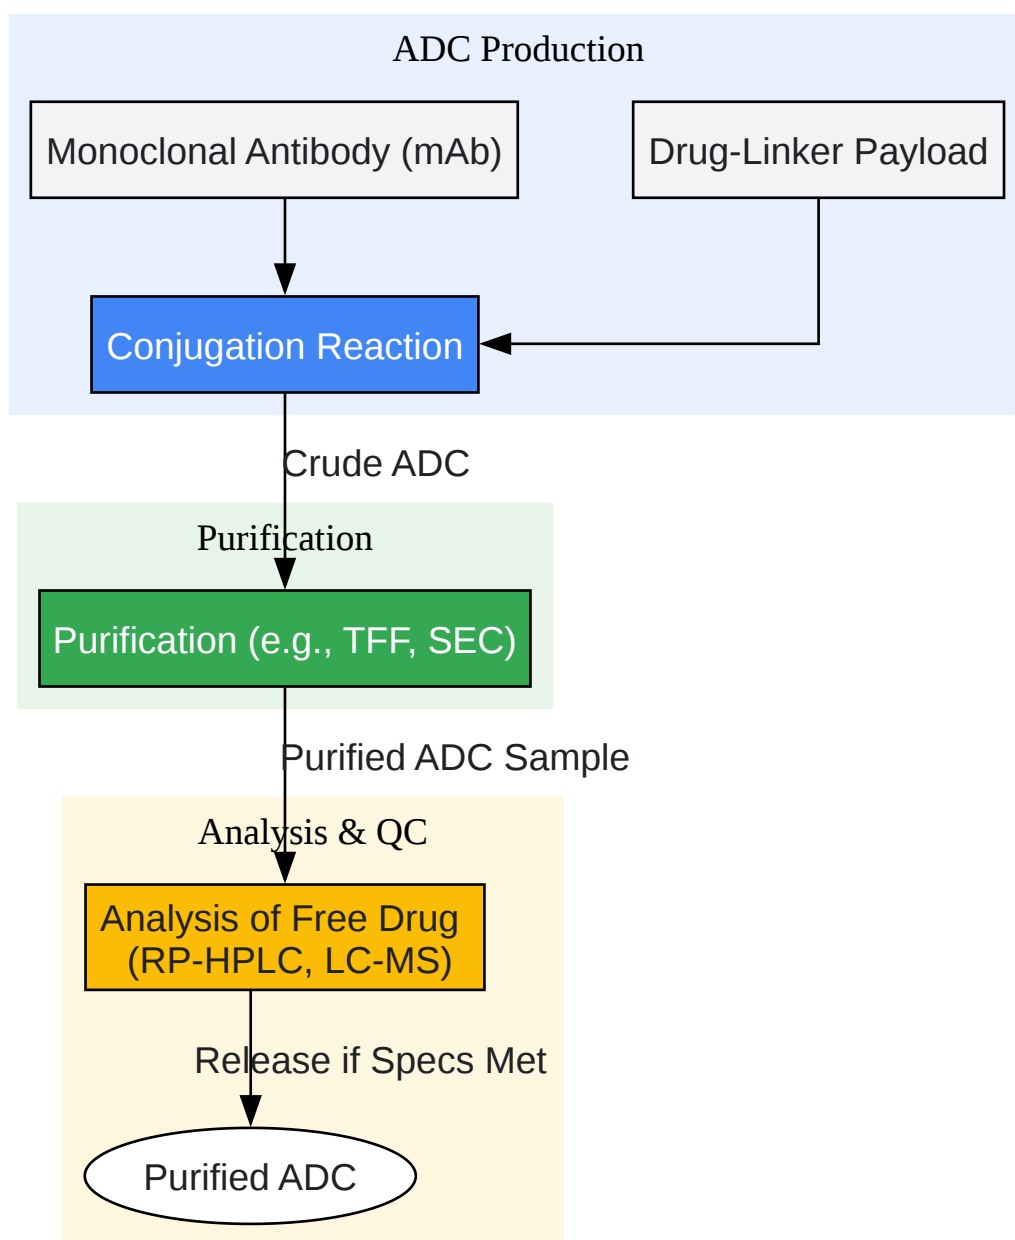 ADC Production
Monoclonal Antibody (mAb)
Drug-Linker Payload
Conjugation Reaction
Crude ADC
Purification
Purification (e.g., TFF, SEC)
Purified ADC Sample
Analysis & QC
Analysis of Free Drug
(RP-HPLC, LC-MS)
Release if Specs Met
Purified ADC